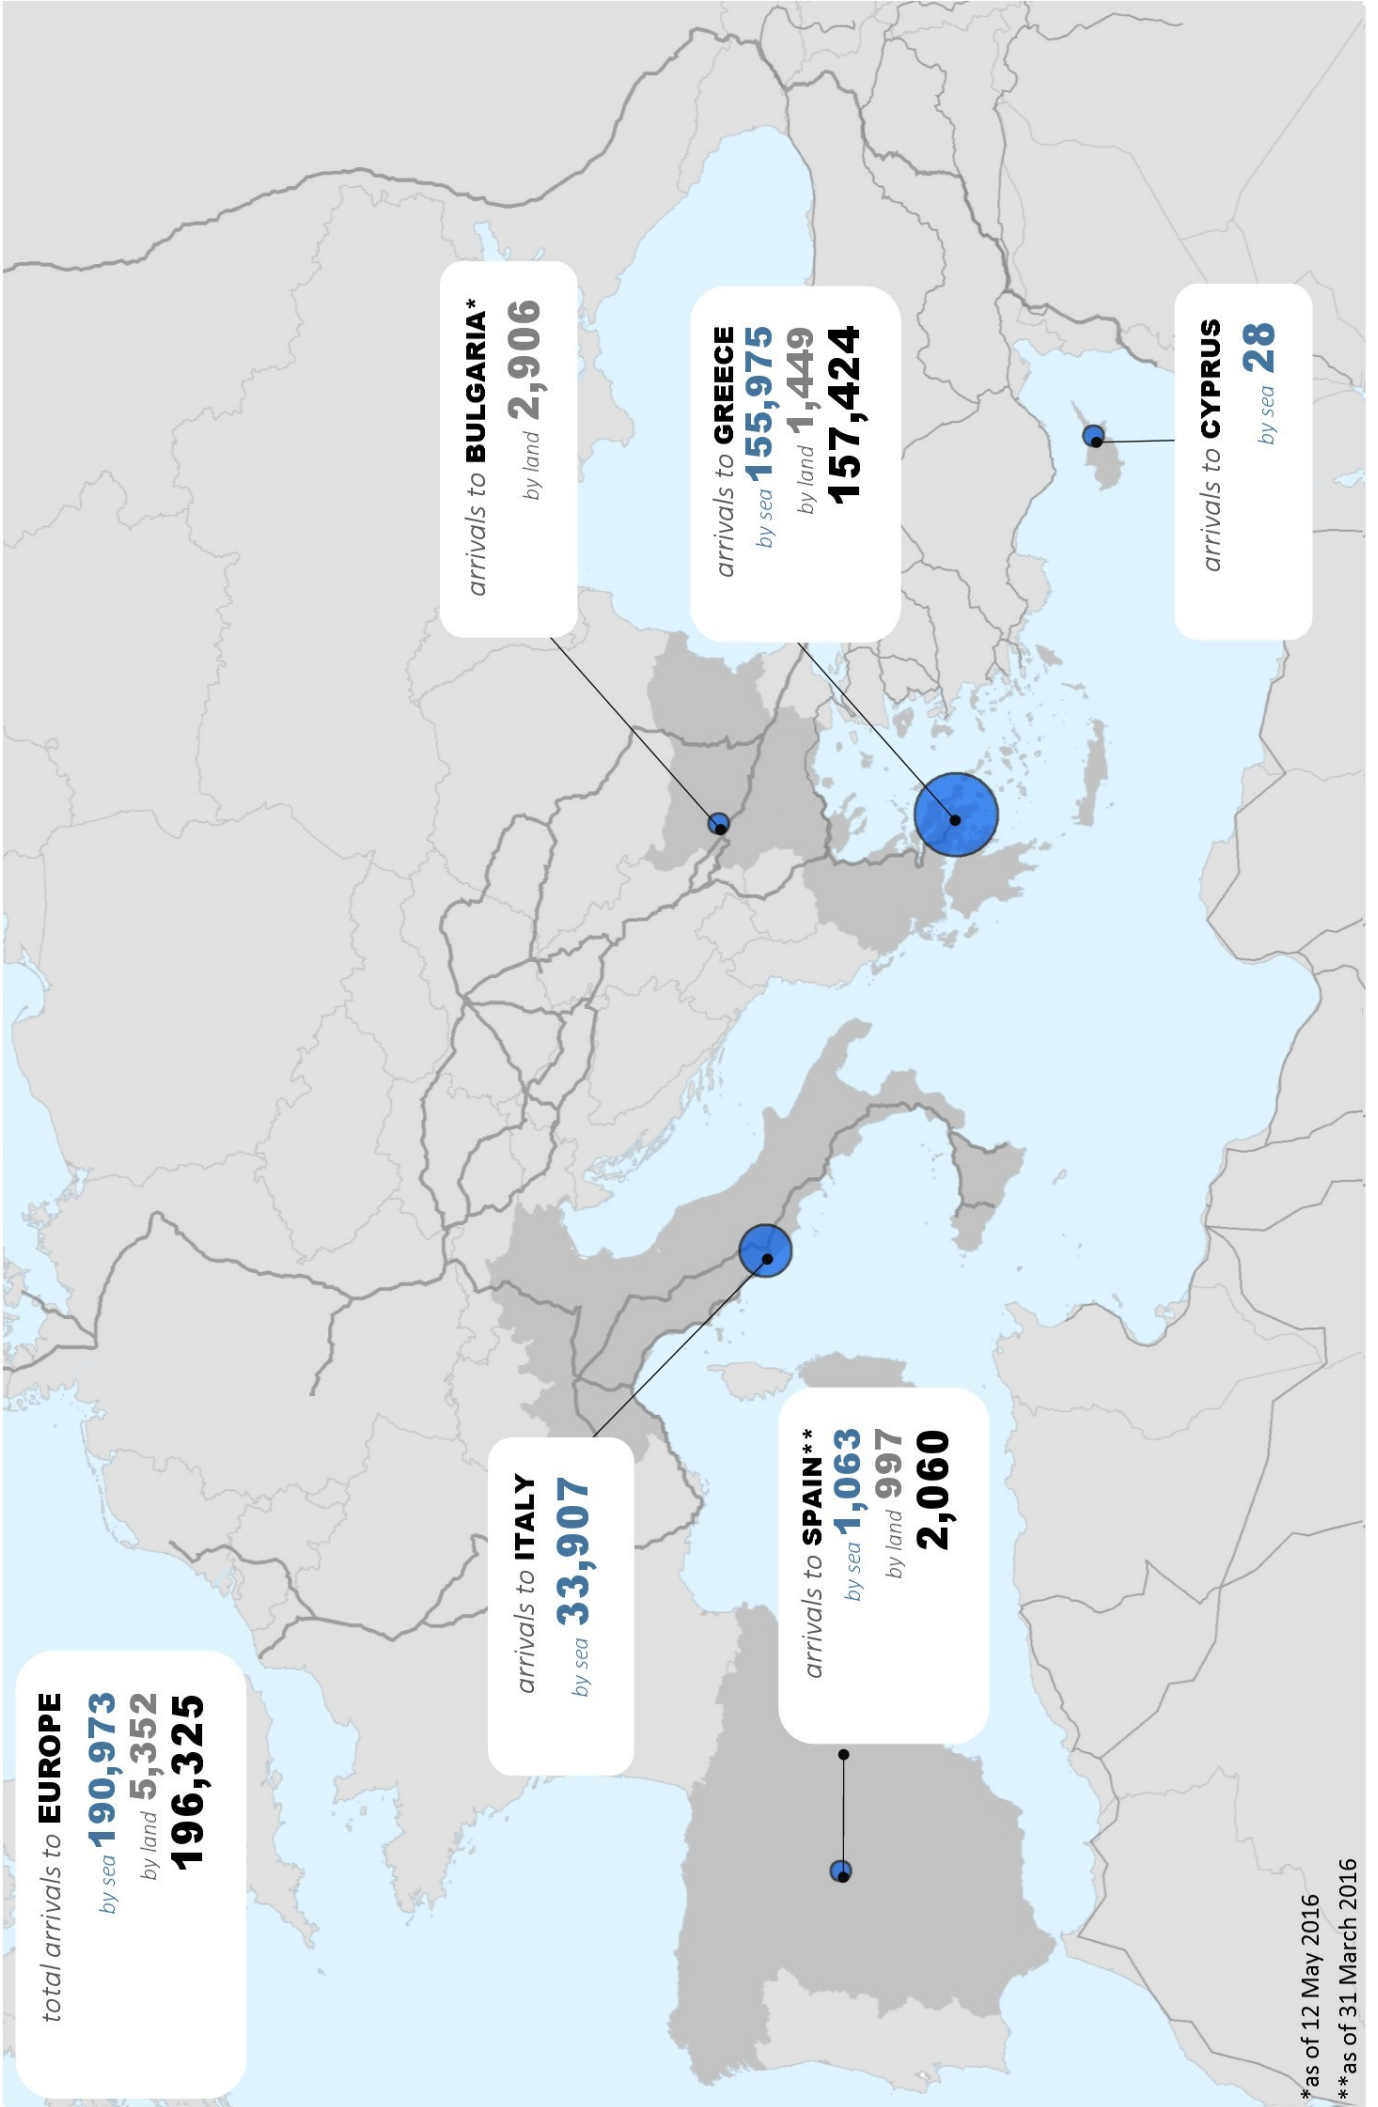 total arrivals to EUROPE
by sea 190,973
by land 5,352
196,325
arrivals to ITALY
by sea 33,907
arrivals to SPAIN**
by sea 1,063
by land 997
2,060
arrivals to BULGARIA*
by land 2,906
arrivals to GREECE
by sea 155,975
by land 1,449
157,424
arrivals to CYPRUS
by sea 28
*as of 12 May 2016
**as of 31 March 2016